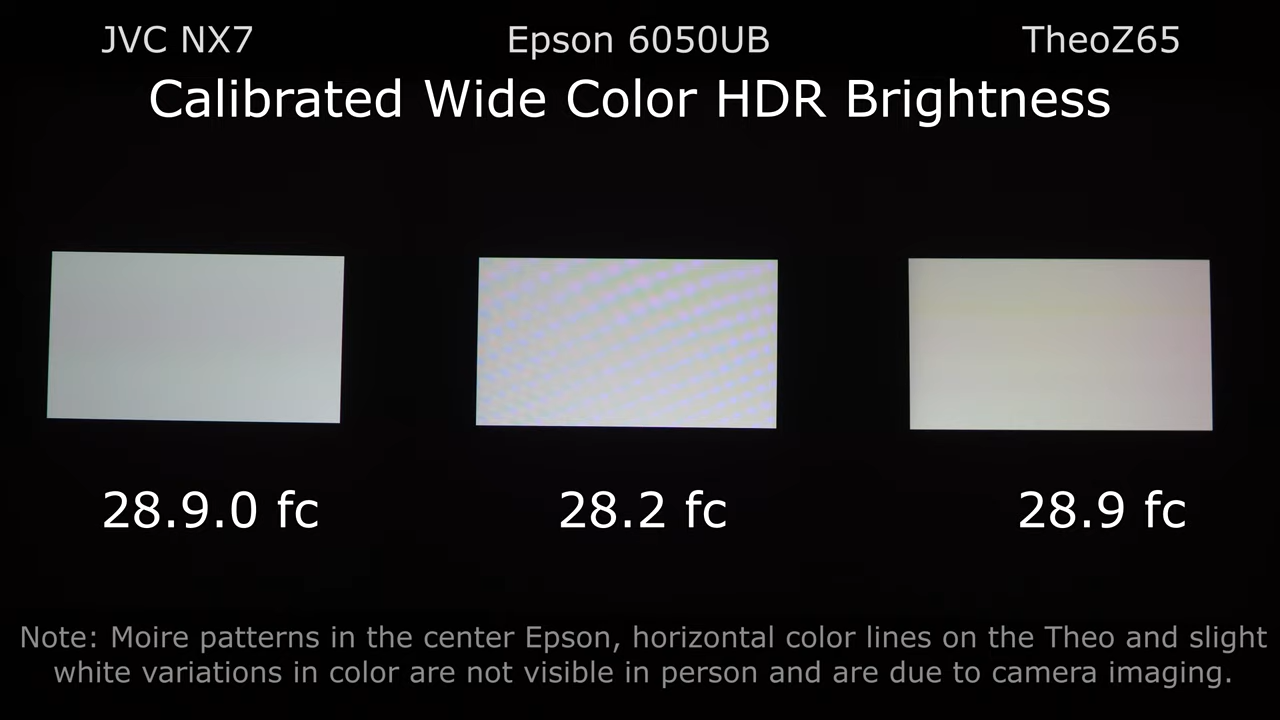 JVC NX7 Epson 6050UB TheoZ65
Calibrated Wide Color HDR Brightness
28.9.0 fc 28.2 fc 28.9 fc
Note: Moire patterns in the center Epson, horizontal color lines on the Theo and slight
white variations in color are not visible in person and are due to camera imaging.